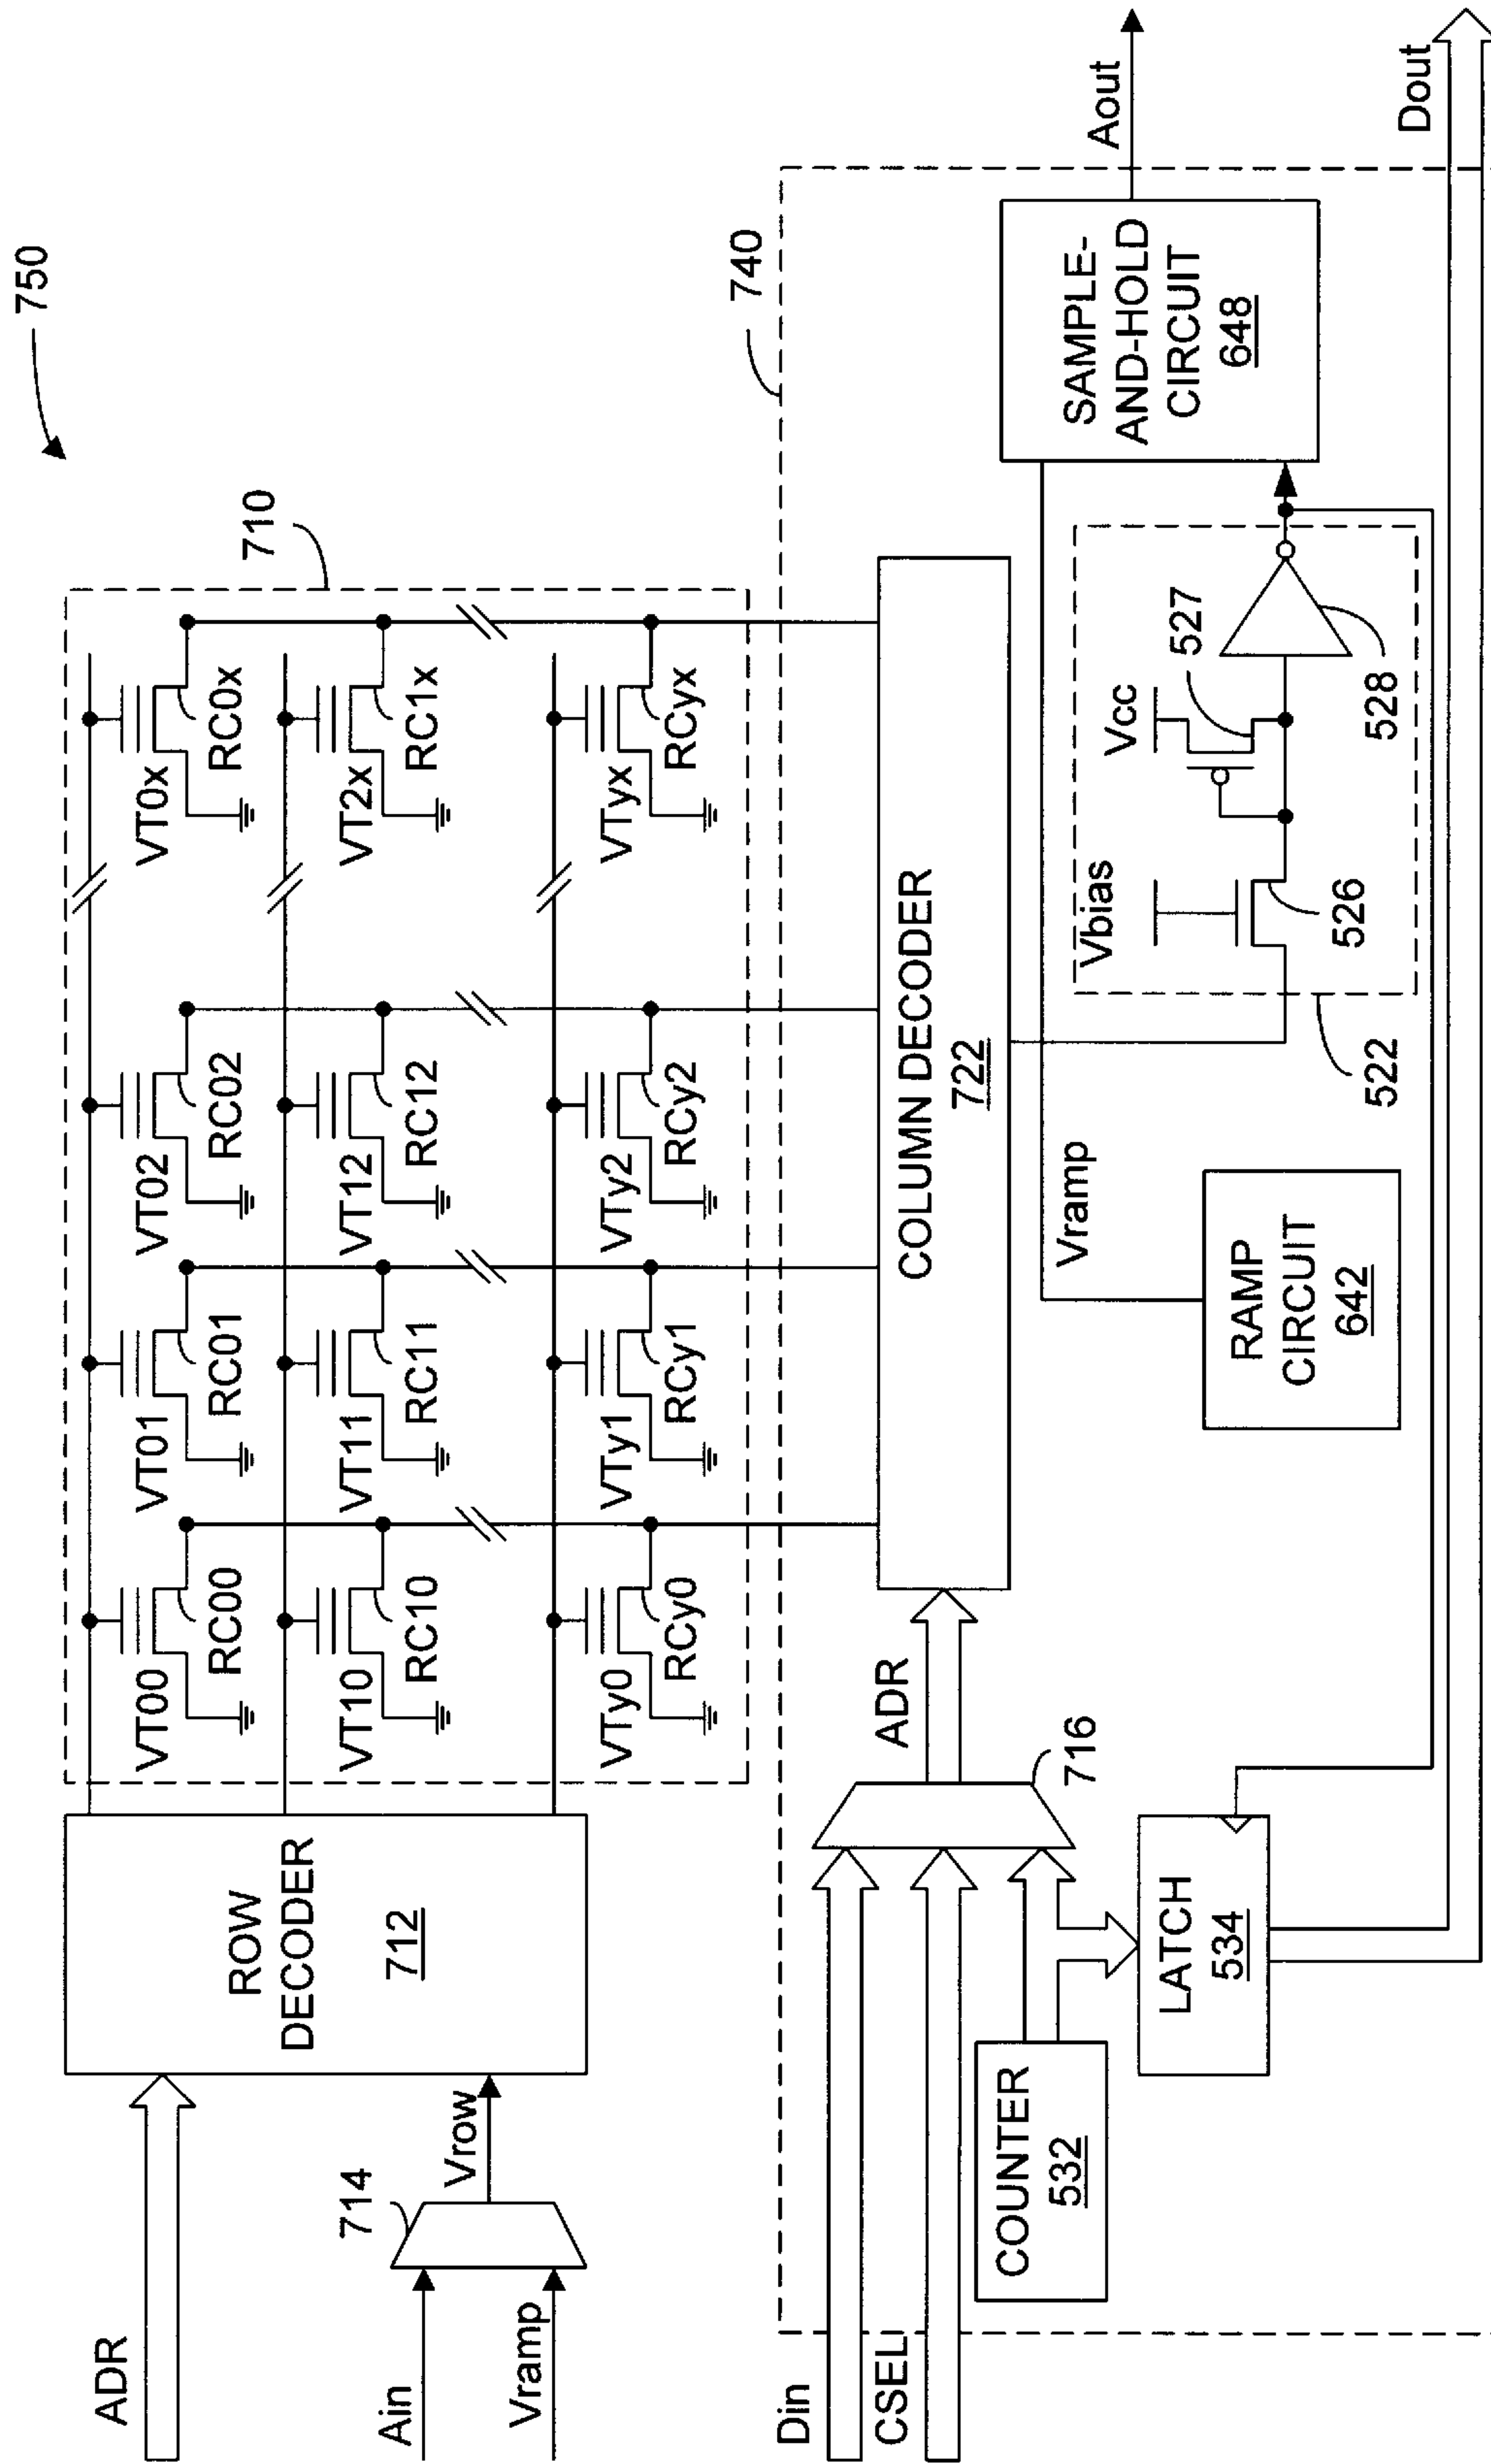 750
710
VT00
VT01
VT02
VT0x
RC00
RC01
RC02
RC0x
VT10
VT11
VT12
VT2x
RC10
RC11
RC12
RC1x
VTy0
VTy1
VTy2
VTyx
RCy0
RCy1
RCy2
RCyx
ROW
DECODER
712
ADR
Ain
Vramp
714
Vrow
740
Din
CSEL
716
ADR
COLUMN DECODER
722
COUNTER
532
LATCH
534
Vramp
RAMP
CIRCUIT
642
522
Vbias
526
Vcc
527
528
SAMPLE-
AND-HOLD
CIRCUIT
648
Aout
Dout